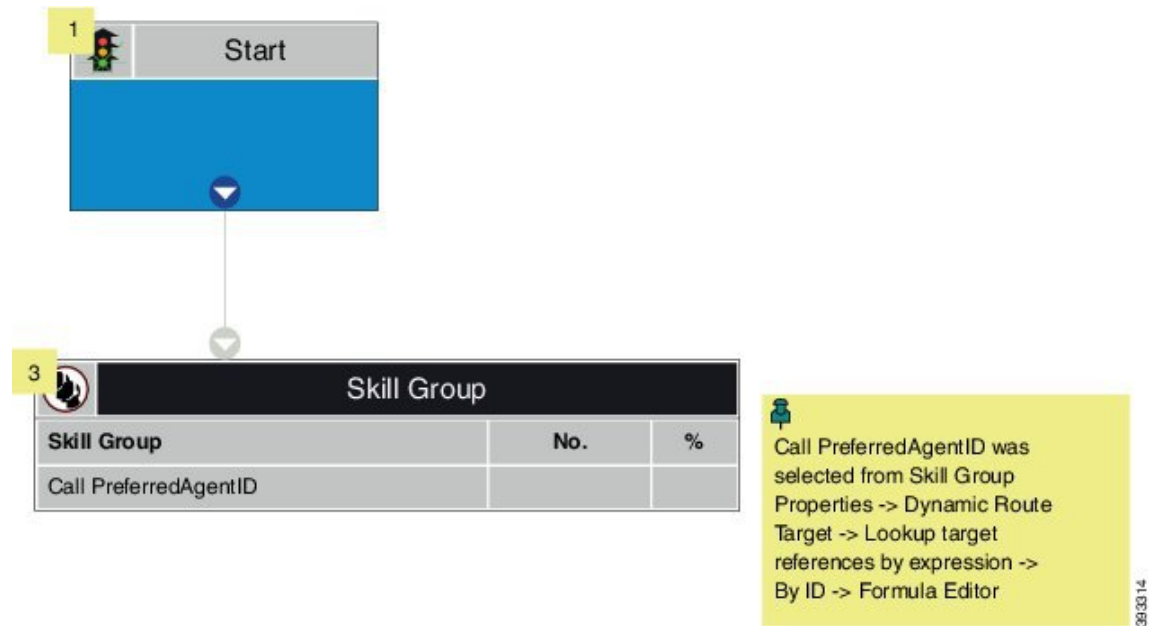 1
Start
3
Skill Group
Skill Group No. %
Call PreferredAgentID
Call PreferredAgentID was
selected from Skill Group
Properties -> Dynamic Route
Target -> Lookup target
references by expression ->
By ID -> Formula Editor
393314